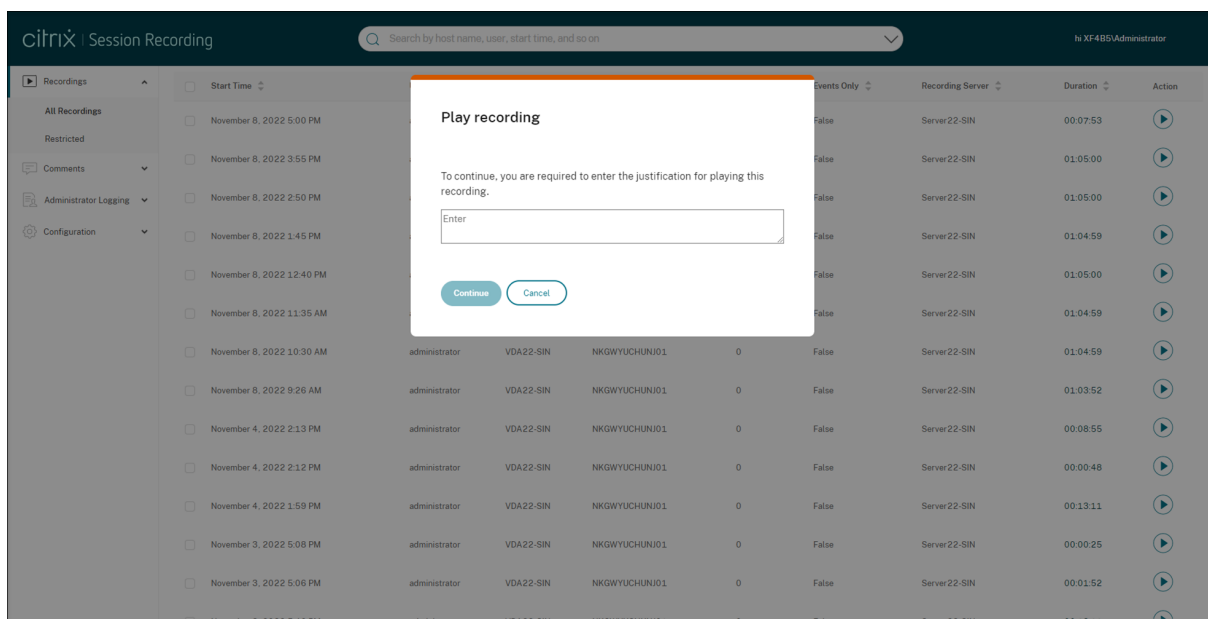 citrix | Session Recording
Search by host name, user, start time, and so on
hi XF4B5\Administrator
Recordings
All Recordings
Restricted
Comments
Administrator Logging
Configuration
Start Time Events Only Recording Server Duration Action
November 8, 2022 5:00 PM False Server22-SIN 00:07:53
November 8, 2022 3:55 PM False Server22-SIN 01:05:00
November 8, 2022 2:50 PM False Server22-SIN 01:05:00
November 8, 2022 1:45 PM False Server22-SIN 01:04:59
November 8, 2022 12:40 PM False Server22-SIN 01:05:00
November 8, 2022 11:35 AM False Server22-SIN 01:04:59
November 8, 2022 10:30 AM administrator VDA22-SIN NKGWYUCHUNJ01 0 False Server22-SIN 01:04:59
November 8, 2022 9:26 AM administrator VDA22-SIN NKGWYUCHUNJ01 0 False Server22-SIN 01:03:52
November 4, 2022 2:13 PM administrator VDA22-SIN NKGWYUCHUNJ01 0 False Server22-SIN 00:08:55
November 4, 2022 2:12 PM administrator VDA22-SIN NKGWYUCHUNJ01 0 False Server22-SIN 00:00:48
November 4, 2022 1:59 PM administrator VDA22-SIN NKGWYUCHUNJ01 0 False Server22-SIN 00:13:11
November 3, 2022 5:08 PM administrator VDA22-SIN NKGWYUCHUNJ01 0 False Server22-SIN 00:00:25
November 3, 2022 5:06 PM administrator VDA22-SIN NKGWYUCHUNJ01 0 False Server22-SIN 00:01:52
Play recording
To continue, you are required to enter the justification for playing this
recording.
Enter
Continue
Cancel